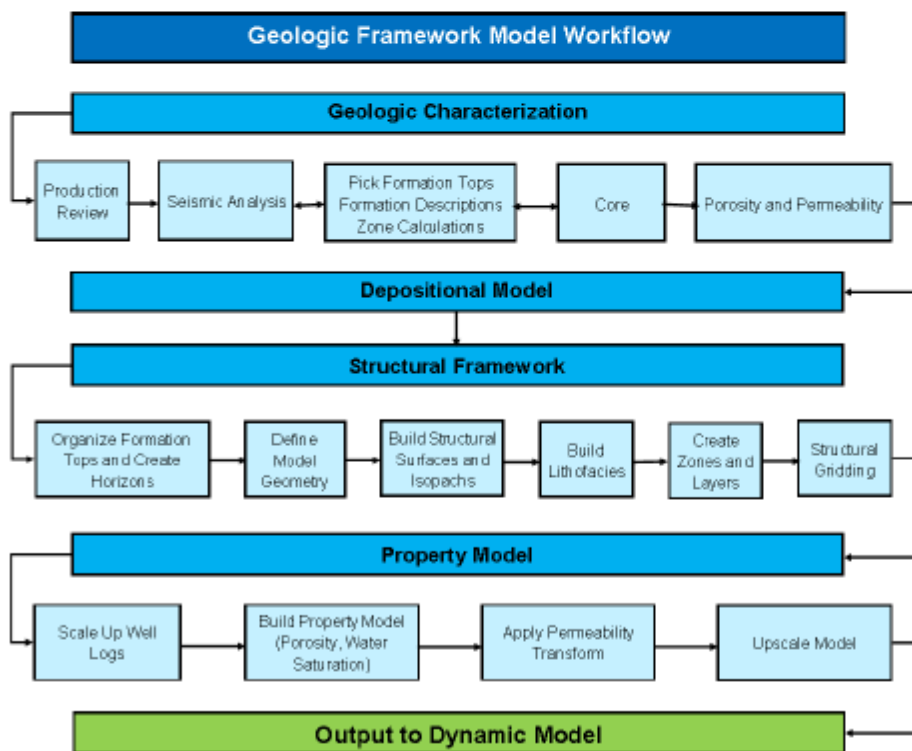 Geologic Framework Model Workflow
Geologic Characterization
Production
Review
Seismic Analysis
Pick Formation Tops
Formation Descriptions
Zone Calculations
Core
Porosity and Permeability
Depositional Model
Structural Framework
Organize Formation
Tops and Create
Horizons
Define
Model
Geometry
Build Structural
Surfaces and
Isopachs
Build
Lithofacies
Create
Zones and
Layers
Structural
Gridding
Property Model
Scale Up Well
Logs
Build Property Model
(Porosity, Water
Saturation)
Apply Permeability
Transform
Upscale Model
Output to Dynamic Model